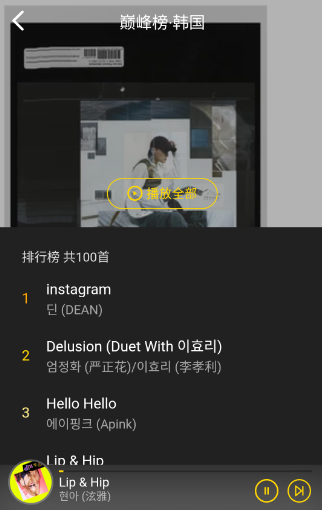 巅峰榜·韩国
播放全部
排行榜 共100首
1
instagram
딘 (DEAN)
2
Delusion (Duet With 이효리)
엄정화 (严正花)/이효리 (李孝利)
3
Hello Hello
에이핑크 (Apink)
Lip & Hip
Lip & Hip
현아 (泫雅)